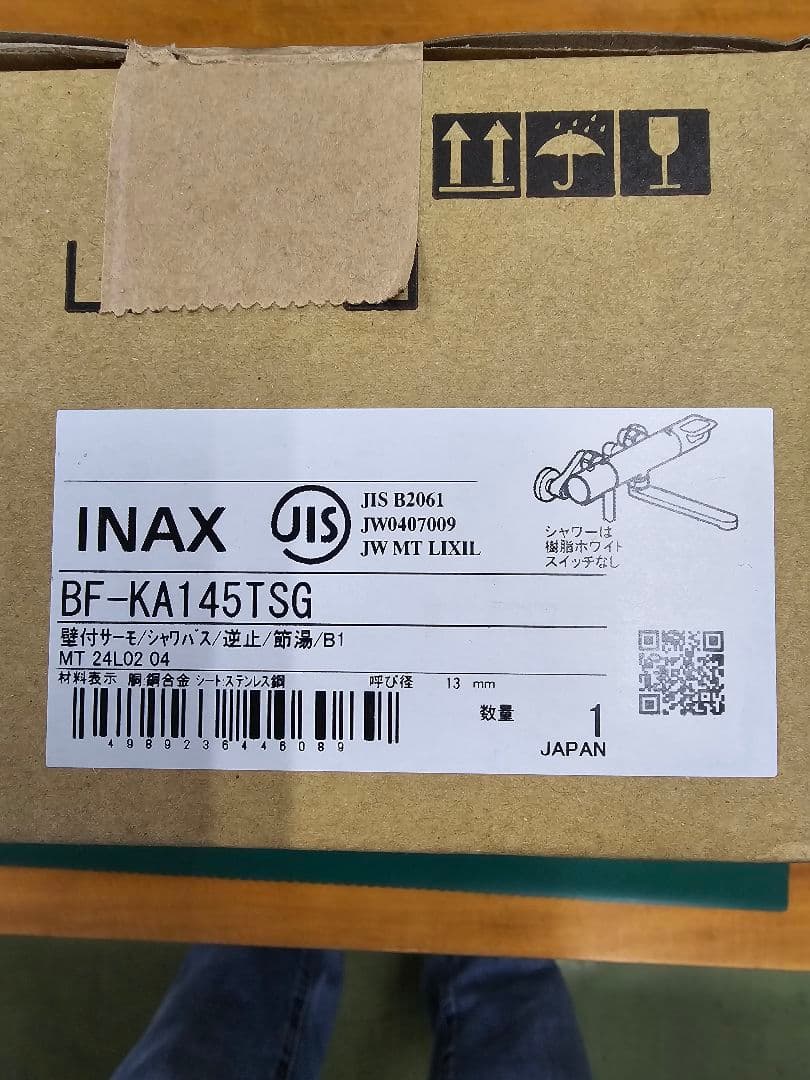 INAX
JIS
JIS B2061
JW0407009
JW MT LIXIL
シャワーは
樹脂ホワイト
スイッチなし
BF-KA145TSG
壁付サーモ/シャワバス/逆止/節湯/B1
MT 24L02 04
材料表示 胴:銅合金 シート:ステンレス鋼 呼び径 13 mm
4989236446089
数量 1
JAPAN